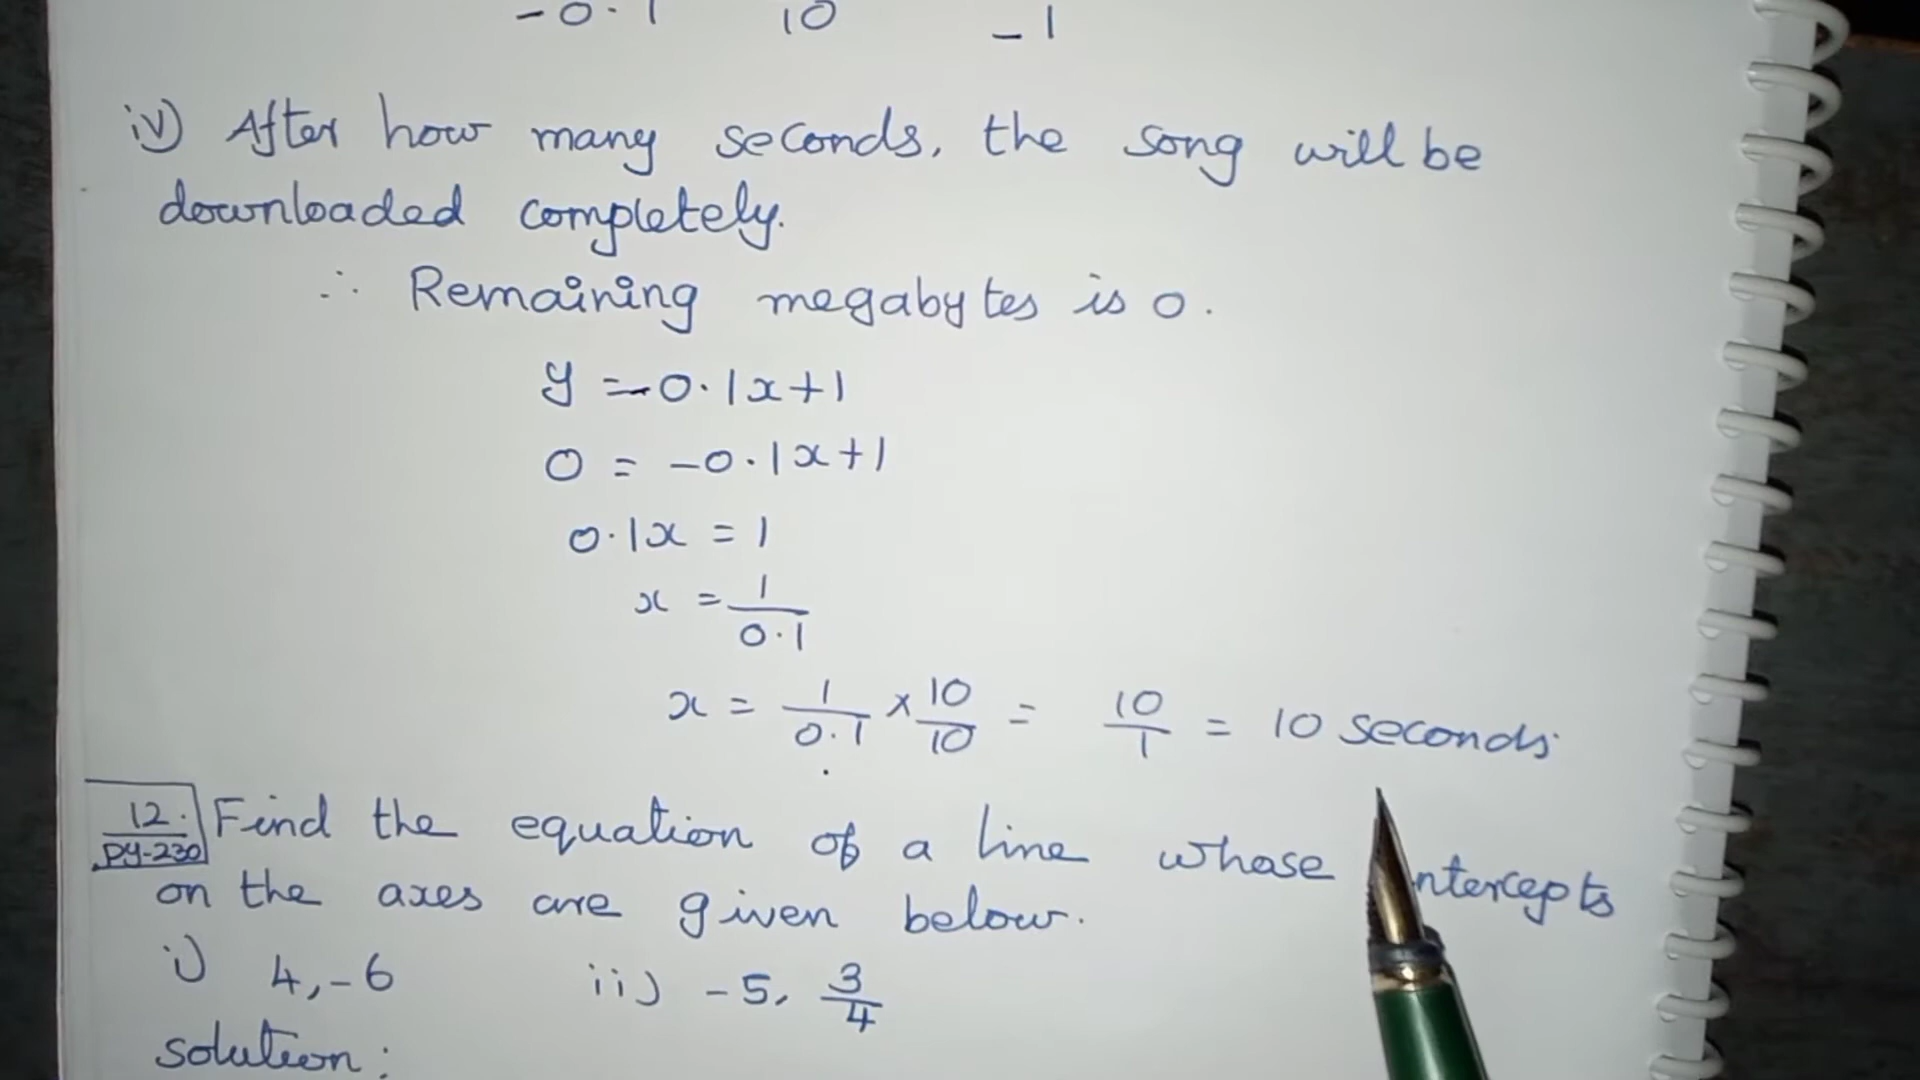 -0.1 10 -1
iv) After how many seconds, the song will be
downloaded completely.
∴ Remaining megabytes is 0.
y = -0.1x+1
0 = -0.1x+1
0.1x = 1
x = 1/0.1
x = 1/0.1 × 10/10 = 10/1 = 10 seconds.
12. Find the equation of a line whose intercepts
pg-230
on the axes are given below.
i) 4, -6 ii) -5, 3/4
solution: